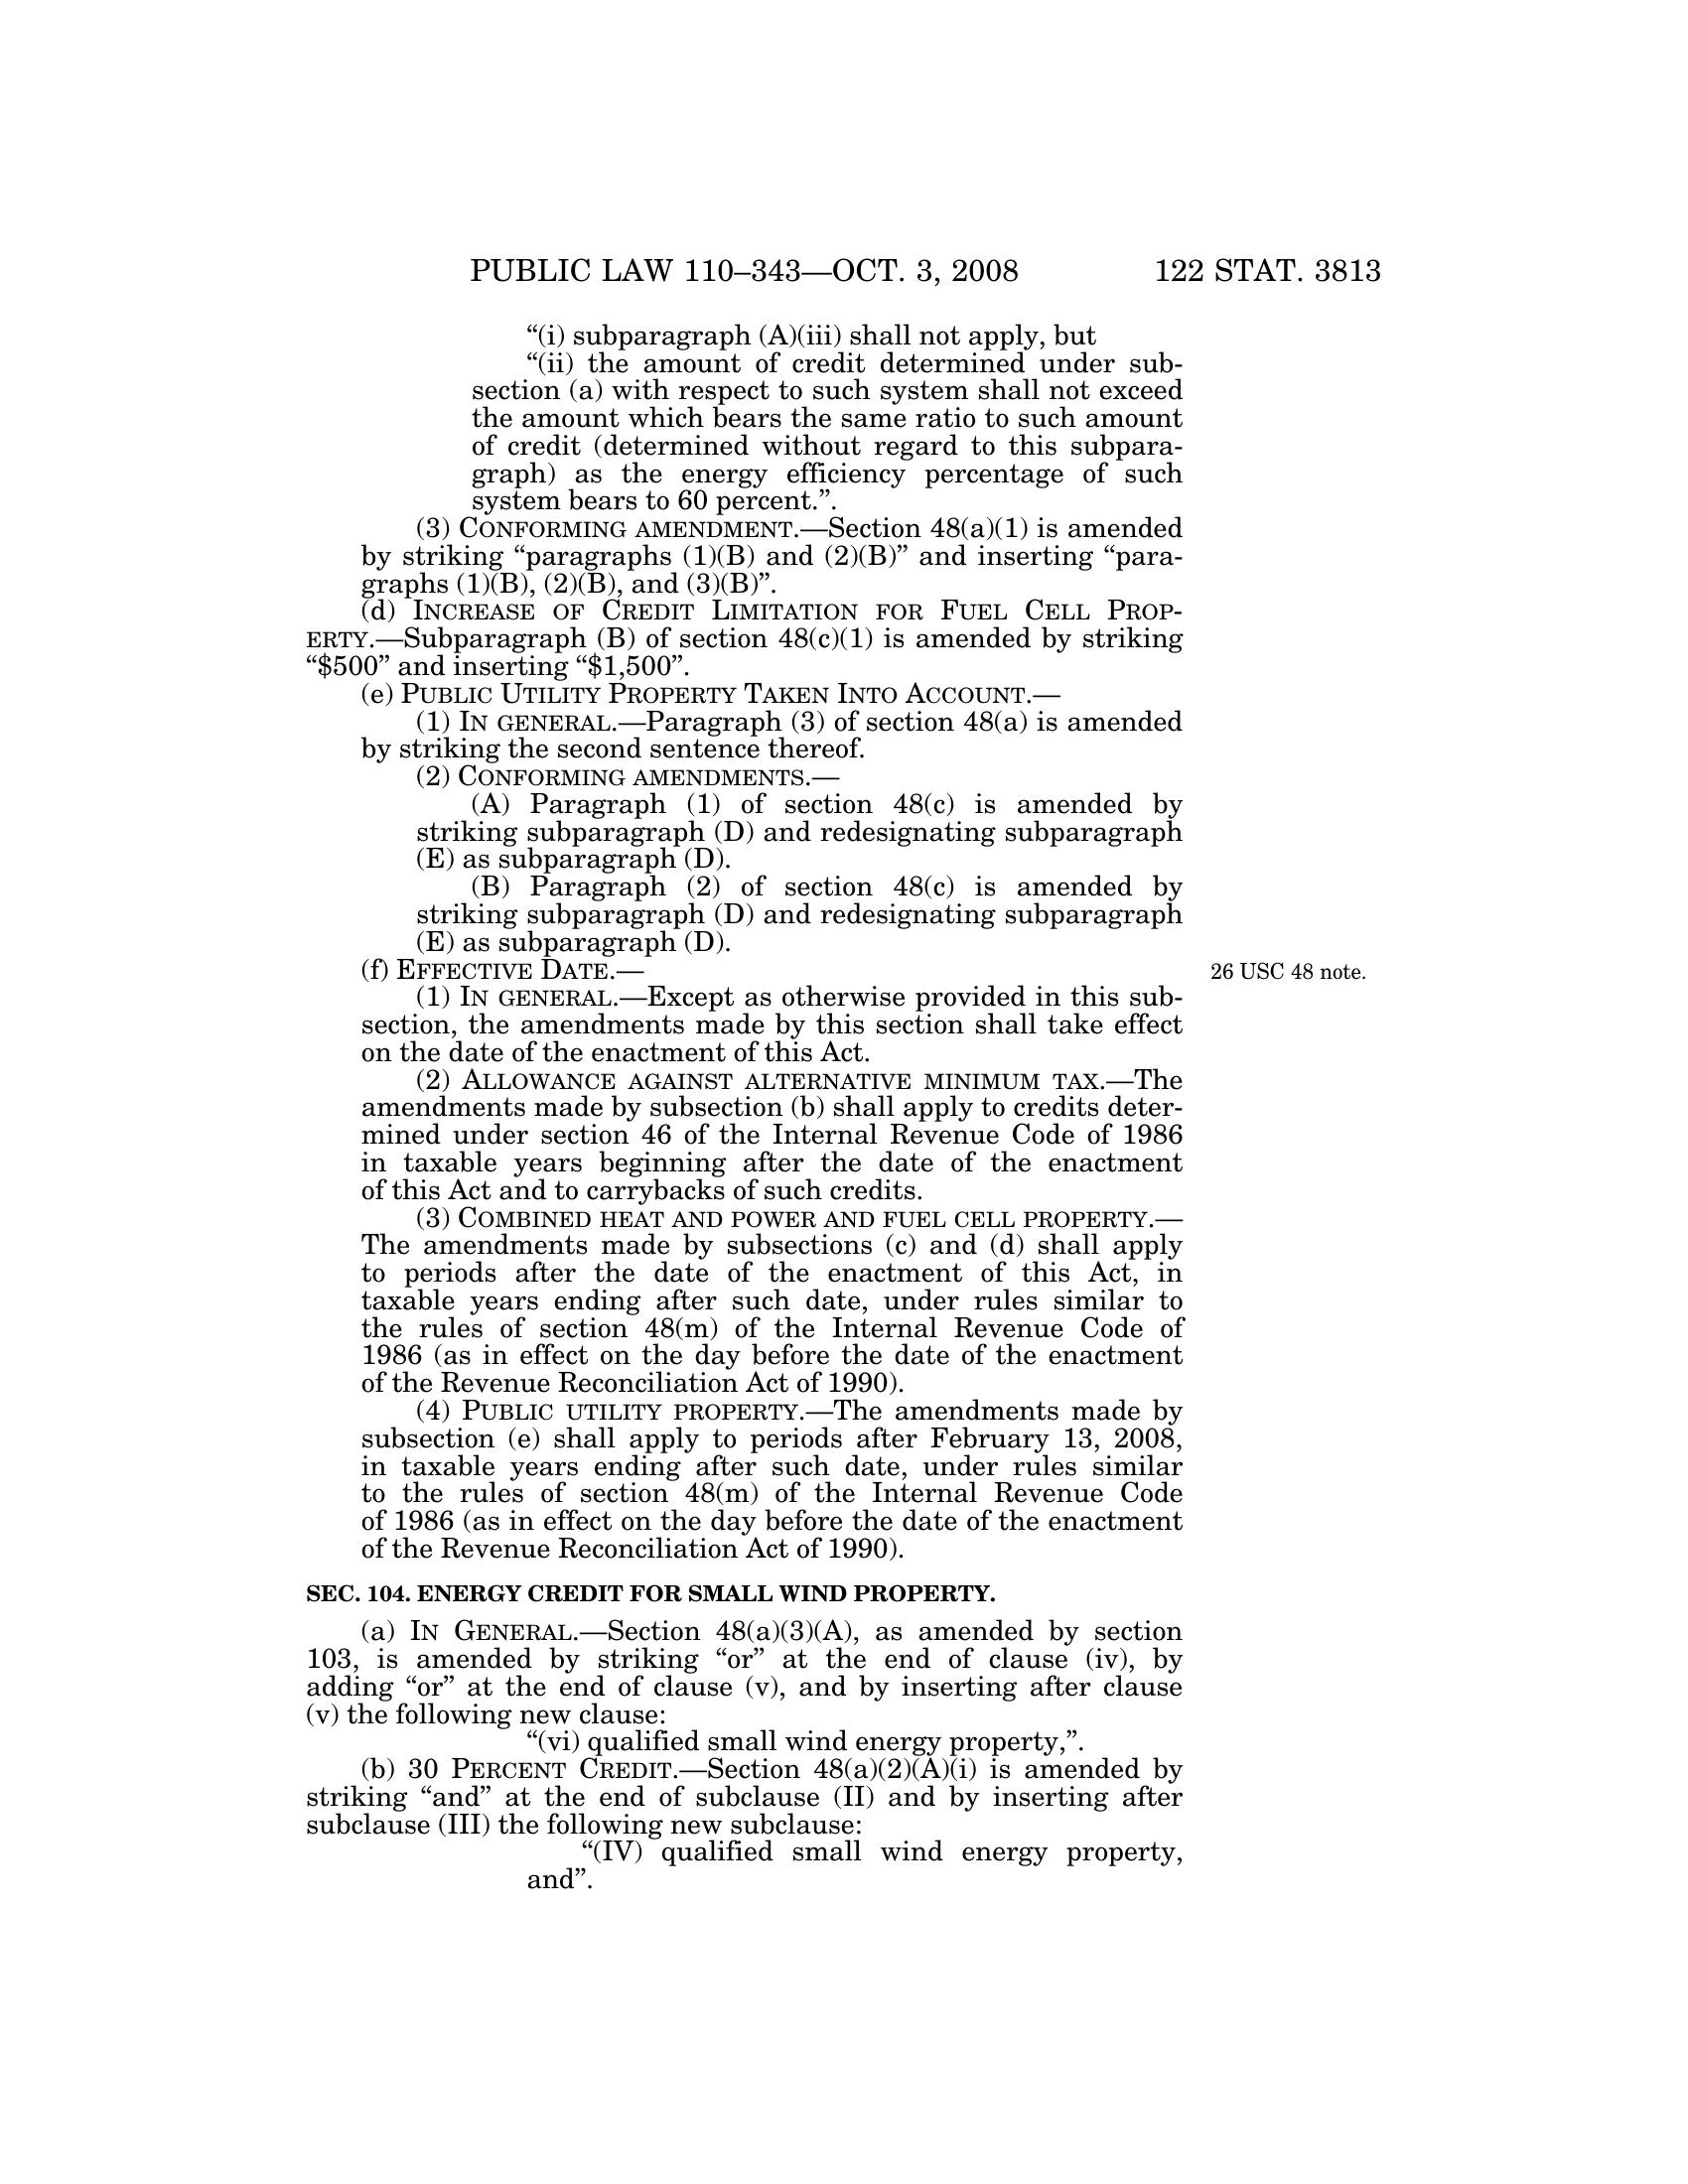 PUBLIC LAW 110–343—OCT. 3, 2008 122 STAT. 3813
“(i) subparagraph (A)(iii) shall not apply, but
“(ii) the amount of credit determined under sub-
section (a) with respect to such system shall not exceed
the amount which bears the same ratio to such amount
of credit (determined without regard to this subpara-
graph) as the energy efficiency percentage of such
system bears to 60 percent.”.
(3) CONFORMING AMENDMENT.—Section 48(a)(1) is amended
by striking “paragraphs (1)(B) and (2)(B)” and inserting “para-
graphs (1)(B), (2)(B), and (3)(B)”.
(d) INCREASE OF CREDIT LIMITATION FOR FUEL CELL PROP-
ERTY.—Subparagraph (B) of section 48(c)(1) is amended by striking
“$500” and inserting “$1,500”.
(e) PUBLIC UTILITY PROPERTY TAKEN INTO ACCOUNT.—
(1) IN GENERAL.—Paragraph (3) of section 48(a) is amended
by striking the second sentence thereof.
(2) CONFORMING AMENDMENTS.—
(A) Paragraph (1) of section 48(c) is amended by
striking subparagraph (D) and redesignating subparagraph
(E) as subparagraph (D).
(B) Paragraph (2) of section 48(c) is amended by
striking subparagraph (D) and redesignating subparagraph
(E) as subparagraph (D).
(f) EFFECTIVE DATE.— 26 USC 48 note.
(1) IN GENERAL.—Except as otherwise provided in this sub-
section, the amendments made by this section shall take effect
on the date of the enactment of this Act.
(2) ALLOWANCE AGAINST ALTERNATIVE MINIMUM TAX.—The
amendments made by subsection (b) shall apply to credits deter-
mined under section 46 of the Internal Revenue Code of 1986
in taxable years beginning after the date of the enactment
of this Act and to carrybacks of such credits.
(3) COMBINED HEAT AND POWER AND FUEL CELL PROPERTY.—
The amendments made by subsections (c) and (d) shall apply
to periods after the date of the enactment of this Act, in
taxable years ending after such date, under rules similar to
the rules of section 48(m) of the Internal Revenue Code of
1986 (as in effect on the day before the date of the enactment
of the Revenue Reconciliation Act of 1990).
(4) PUBLIC UTILITY PROPERTY.—The amendments made by
subsection (e) shall apply to periods after February 13, 2008,
in taxable years ending after such date, under rules similar
to the rules of section 48(m) of the Internal Revenue Code
of 1986 (as in effect on the day before the date of the enactment
of the Revenue Reconciliation Act of 1990).
SEC. 104. ENERGY CREDIT FOR SMALL WIND PROPERTY.
(a) IN GENERAL.—Section 48(a)(3)(A), as amended by section
103, is amended by striking “or” at the end of clause (iv), by
adding “or” at the end of clause (v), and by inserting after clause
(v) the following new clause:
“(vi) qualified small wind energy property,”.
(b) 30 PERCENT CREDIT.—Section 48(a)(2)(A)(i) is amended by
striking “and” at the end of subclause (II) and by inserting after
subclause (III) the following new subclause:
“(IV) qualified small wind energy property,
and”.